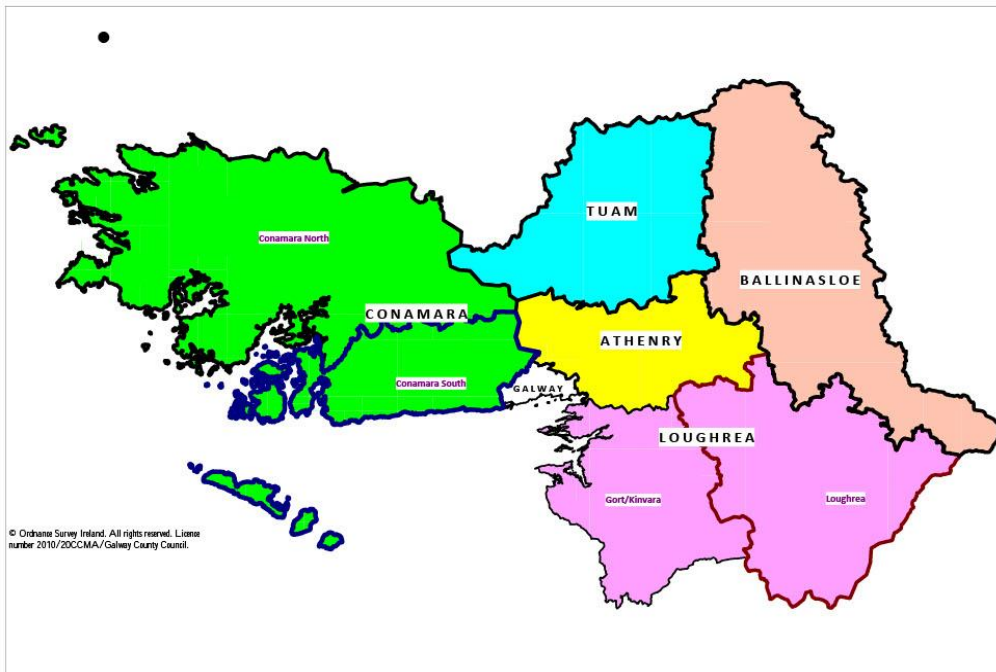 TUAM
Conamara North
BALLINASLOE
CONAMARA
ATHENRY
Conamara South
GALWAY
LOUGHREA
Gort/Kinvara
Loughrea
© Ordnance Survey Ireland. All rights reserved. License
number 2010/20CCMA/Galway County Council.